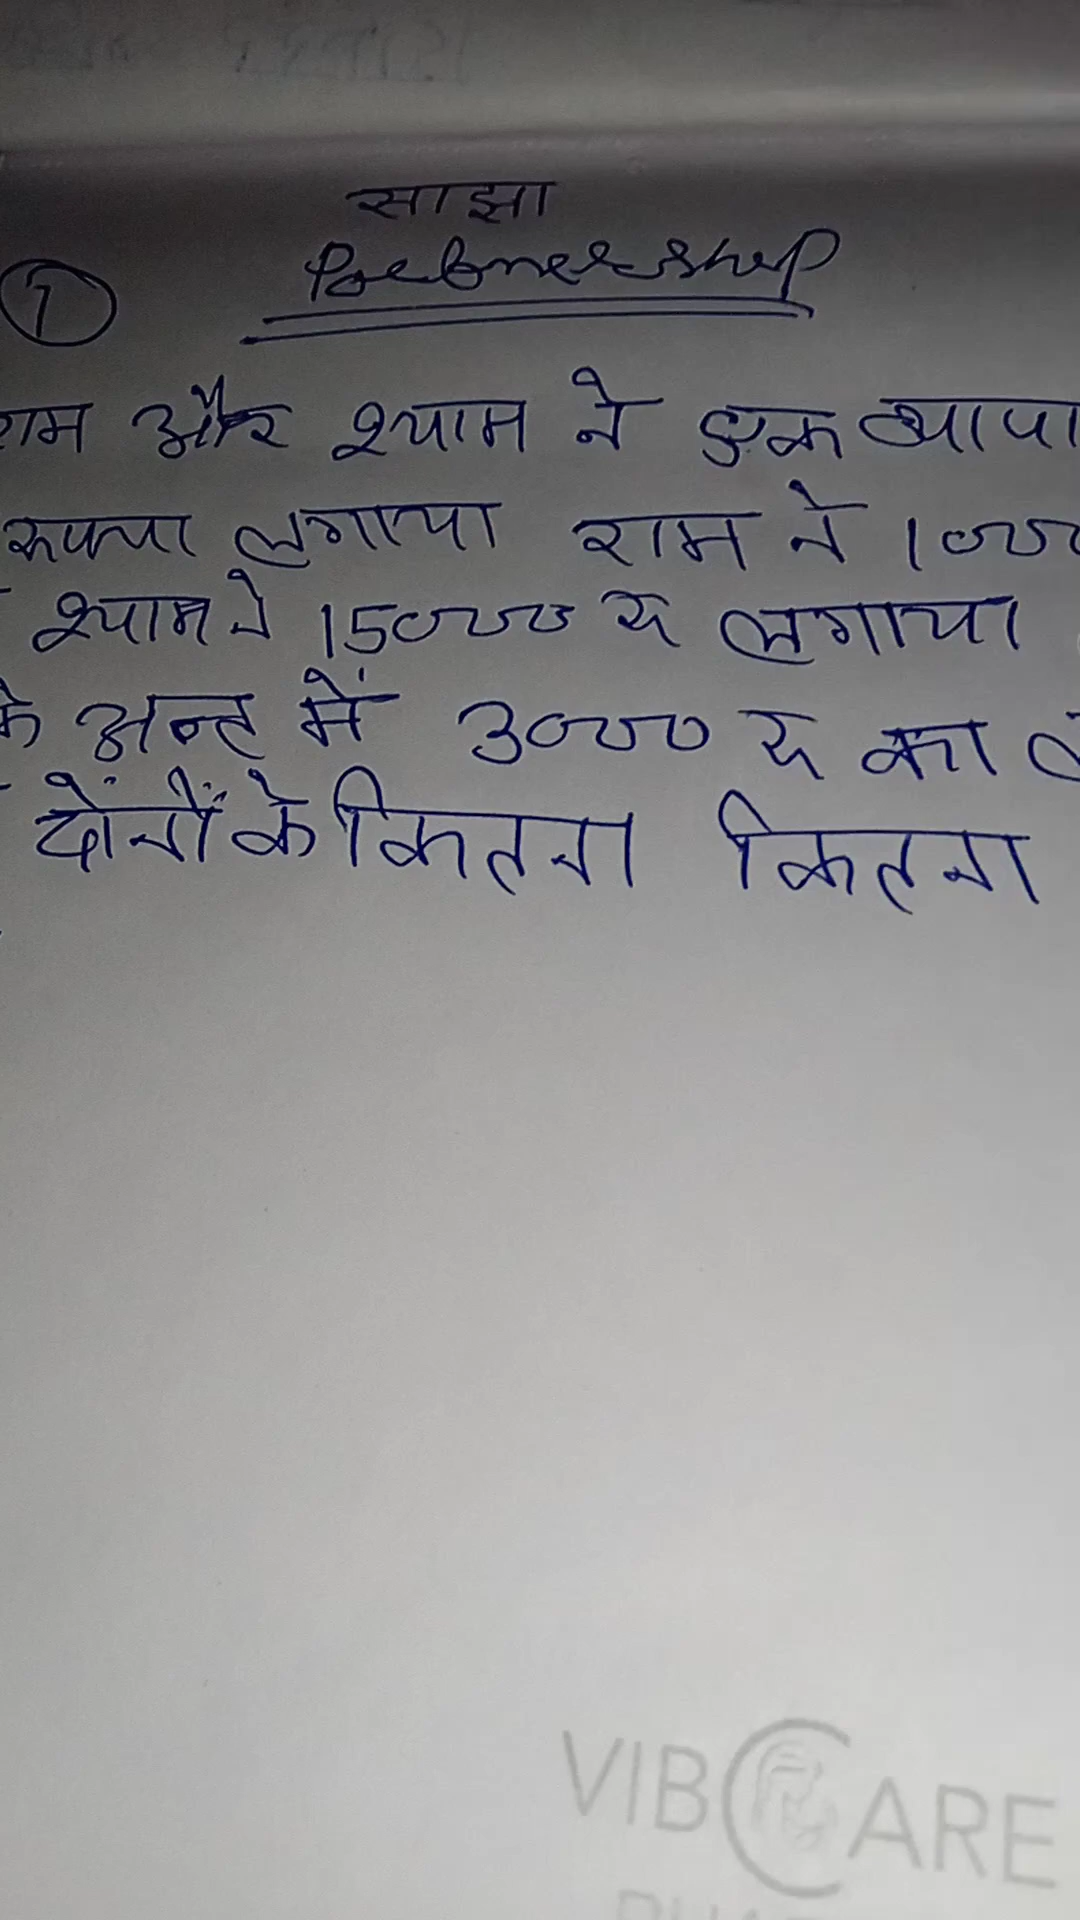 साझा
Partnership
1
राम और श्याम ने एक व्यापा
रुपया लगाया राम ने 1000
श्याम ने 15000 रु लगाया
के अन्त में 3000 रु का
दोंनों के कितना कितना
VIBCARE